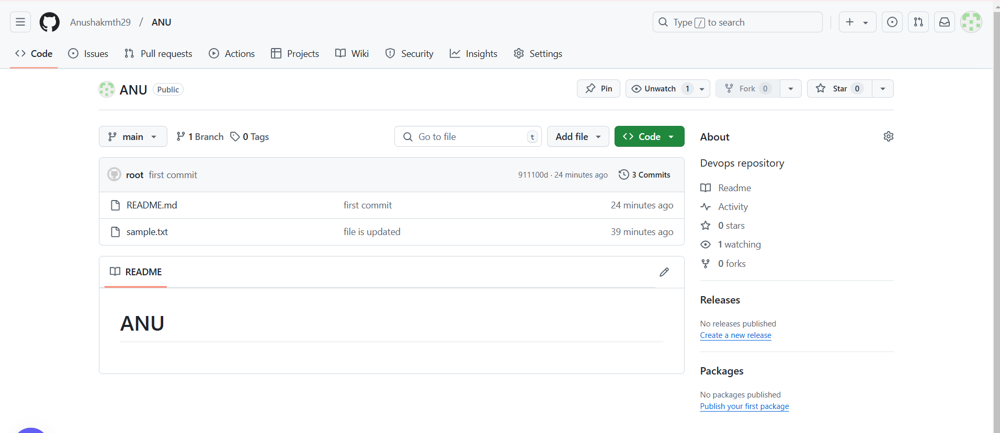 Anushakmth29 / ANU
Type / to search
Code Issues Pull requests Actions Projects Wiki Security Insights Settings
ANU Public
Pin Unwatch 1 Fork 0 Star 0
main 1 Branch 0 Tags Go to file t Add file Code
root first commit 911100d · 24 minutes ago 3 Commits
README.md first commit 24 minutes ago
sample.txt file is updated 39 minutes ago
README
ANU
About
Devops repository
Readme
Activity
0 stars
1 watching
0 forks
Releases
No releases published
Create a new release
Packages
No packages published
Publish your first package